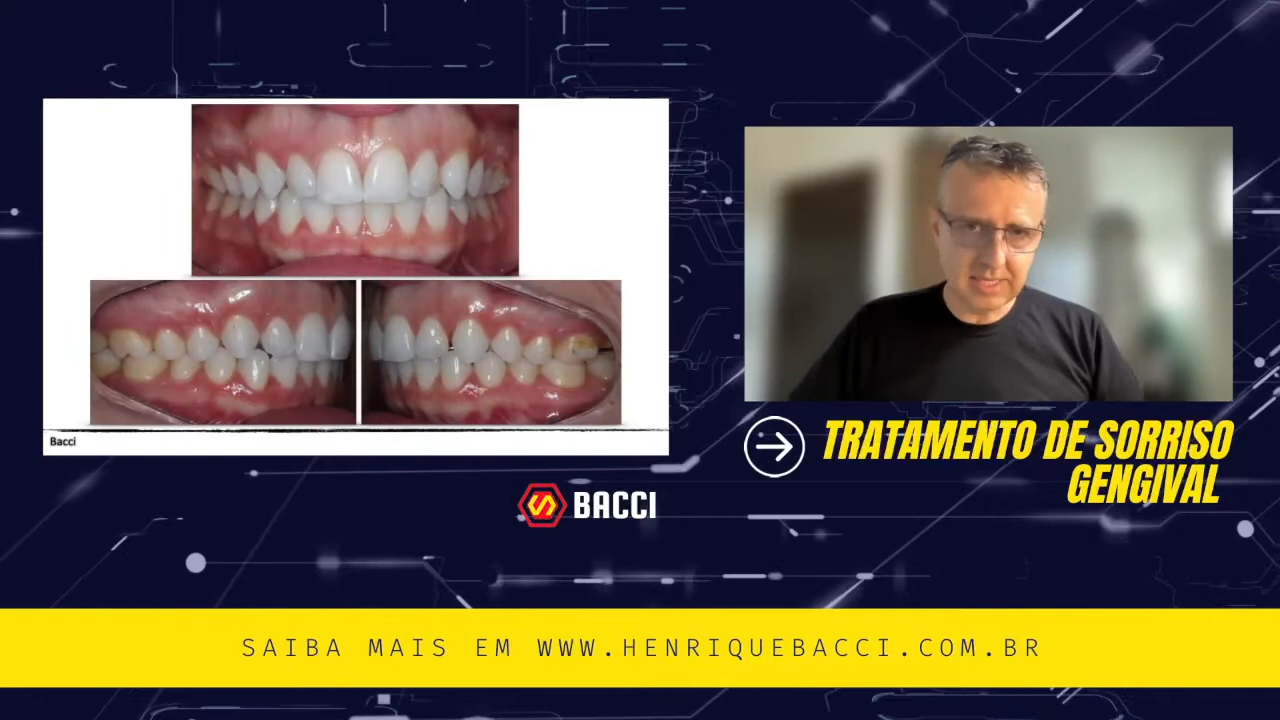 Bacci
BACCI
TRATAMENTO DE SORRISO
GENGIVAL
SAIBA MAIS EM WWW.HENRIQUEBACCI.COM.BR